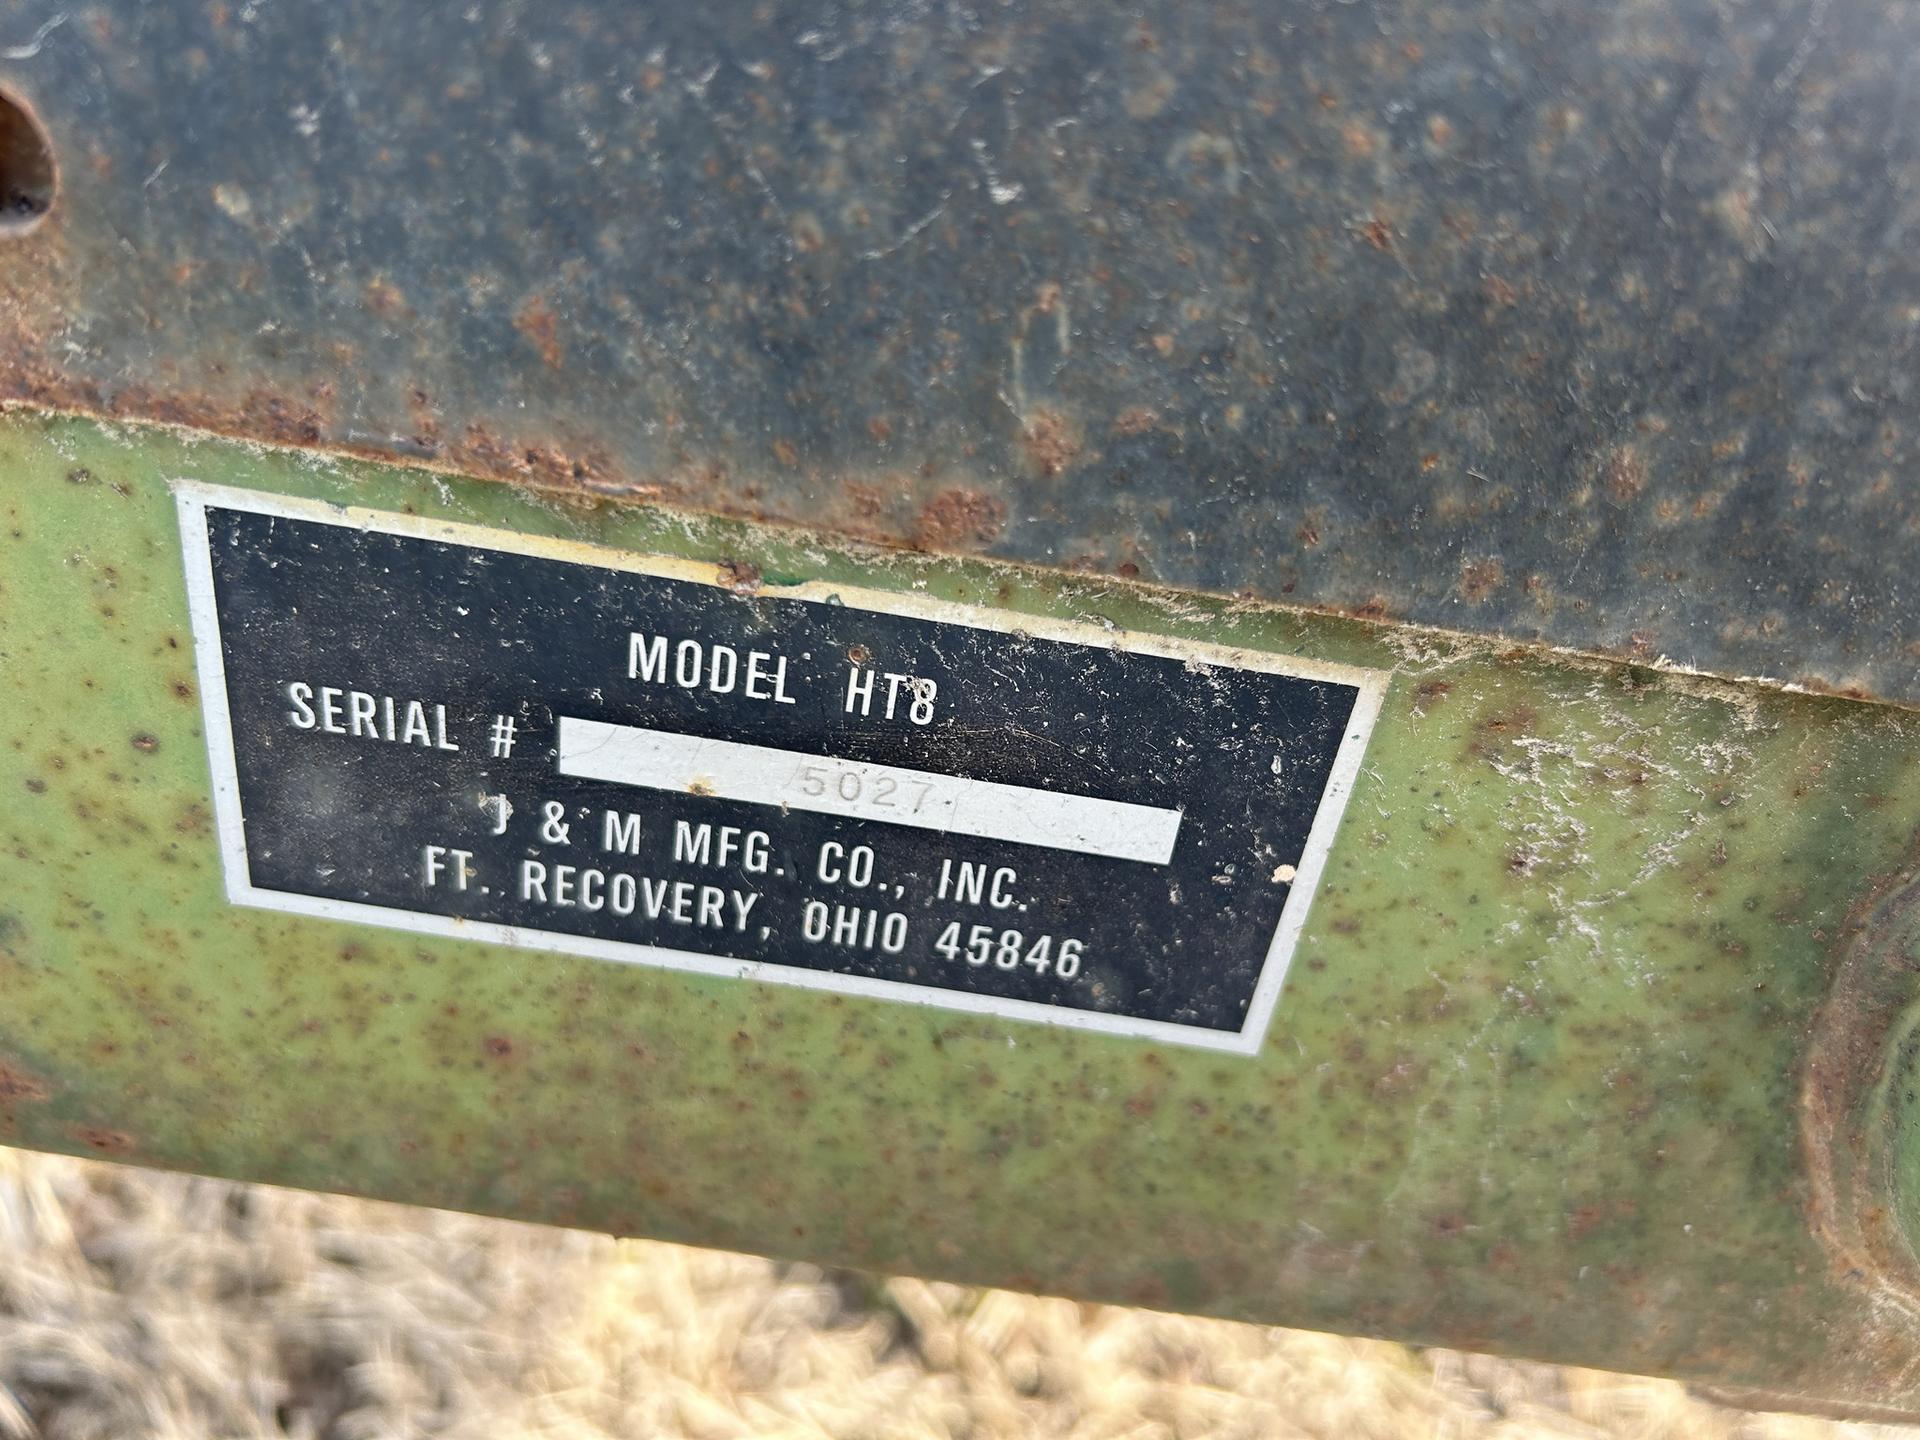 MODEL HT8
SERIAL # 5027
J & M MFG. CO., INC.
FT. RECOVERY, OHIO 45846